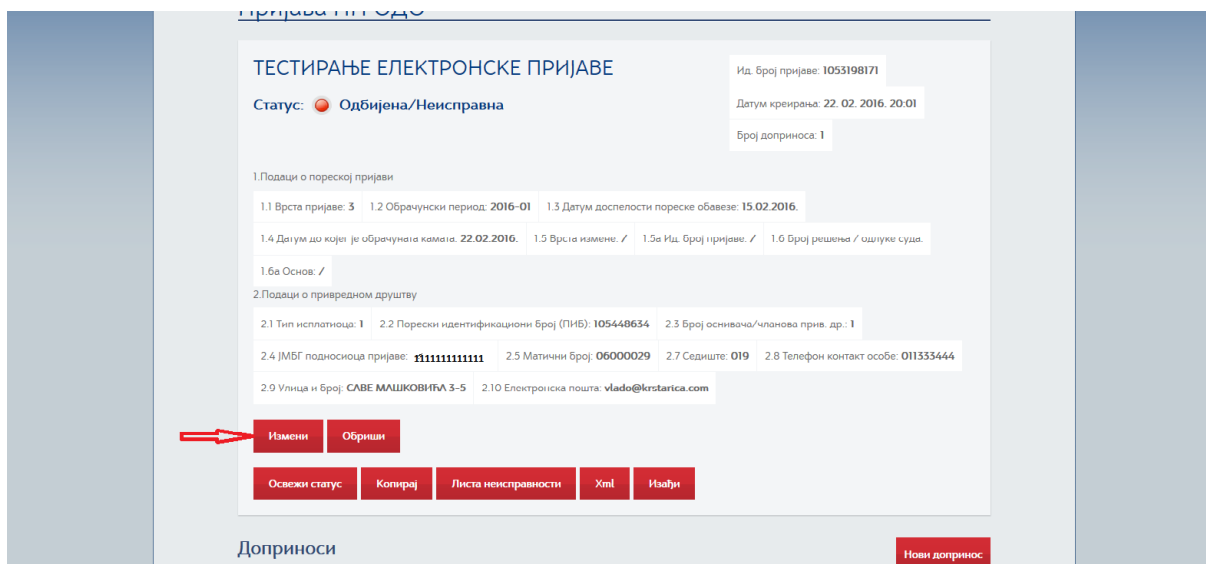 Пријава ПП ОДО
ТЕСТИРАЊЕ ЕЛЕКТРОНСКЕ ПРИЈАВЕ
Ид. број пријаве: 1053198171
Статус: Одбијена/Неисправна
Датум креирања: 22. 02. 2016. 20:01
Број доприноса: 1
1.Подаци о пореској пријави
1.1 Врста пријаве: 3 1.2 Обрачунски период: 2016-01 1.3 Датум доспелости пореске обавезе: 15.02.2016.
1.4 Датум до којег је обрачуната камата: 22.02.2016. 1.5 Врста измене: / 1.5а Ид. број пријаве: / 1.6 Број решења / одлуке суда:
1.6а Основ: /
2.Подаци о привредном друштву
2.1 Тип исплатиоца: 1 2.2 Порески идентификациони број (ПИБ): 105448634 2.3 Број оснивача/чланова прив. др.: 1
2.4 ЈМБГ подносиоца пријаве: 2.5 Матични број: 06000029 2.7 Седиште: 019 2.8 Телефон контакт особе: 011333444
2.9 Улица и број: САВЕ МАШКОВИЋА 3-5 2.10 Електронска пошта: vlado@krstarica.com
Измени Обриши
Освежи статус Копирај Листа неисправности Xml Изађи
Доприноси
Нови допринос